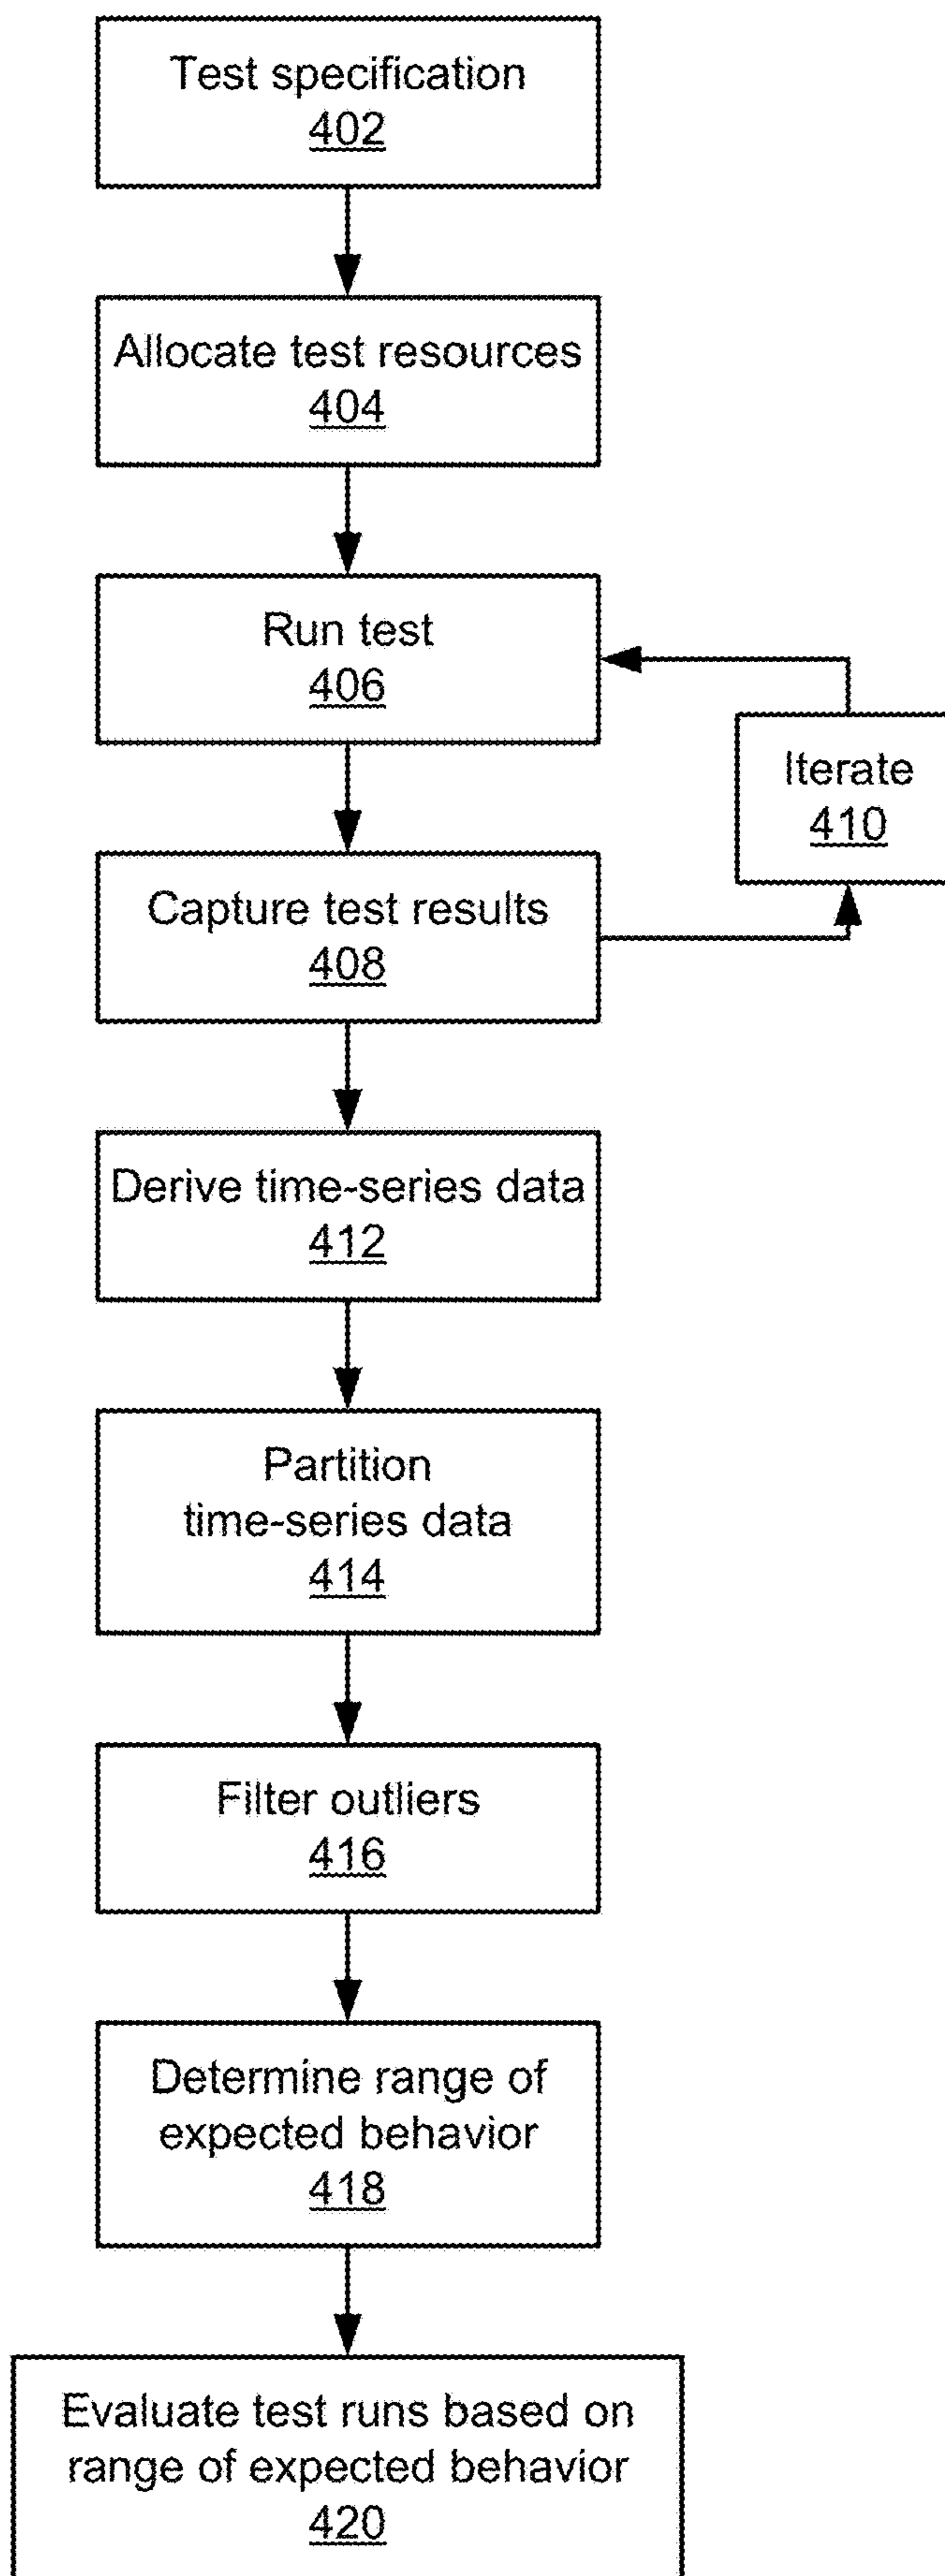 Test specification
402
Allocate test resources
404
Run test
406
Iterate
410
Capture test results
408
Derive time-series data
412
Partition
time-series data
414
Filter outliers
416
Determine range of
expected behavior
418
Evaluate test runs based on
range of expected behavior
420